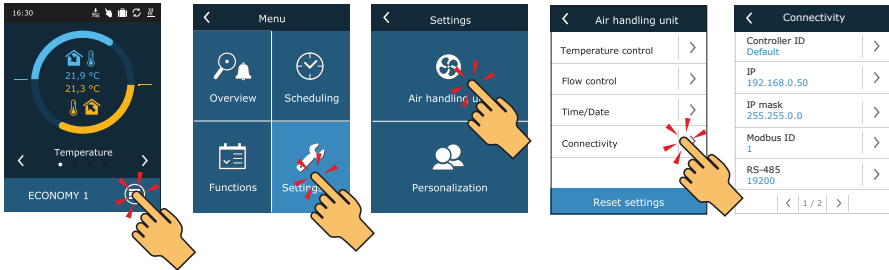 16:30
21,9 °C
21,3 °C
Temperature
ECONOMY 1
Menu
Overview
Scheduling
Functions
Settings
Settings
Air handling
Personalization
Air handling unit
Temperature control
Flow control
Time/Date
Connectivity
Reset settings
Connectivity
Controller ID
Default
IP
192.168.0.50
IP mask
255.255.0.0
Modbus ID
1
RS-485
19200
1 / 2